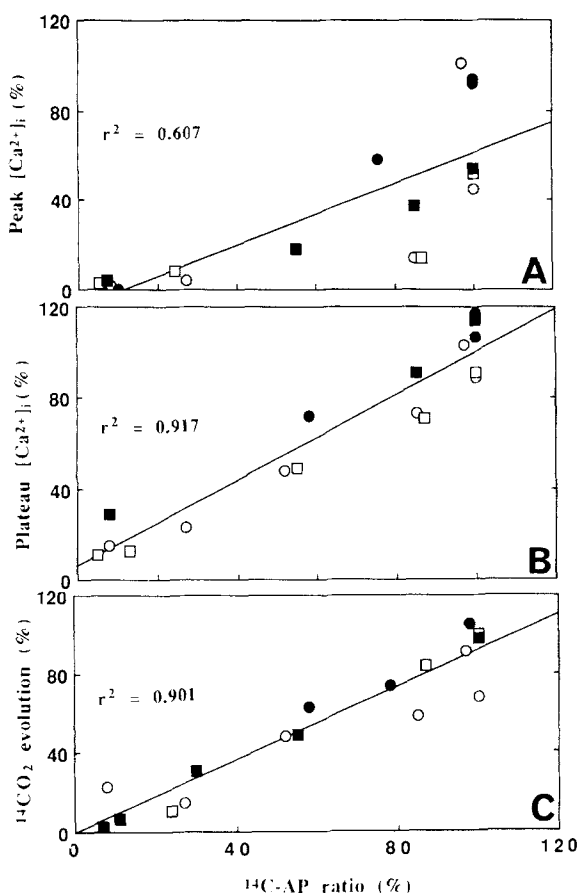 120
80
40
0
Peak [Ca²⁺]ᵢ (%)
r² = 0.607
A
120
80
40
0
Plateau [Ca²⁺]ᵢ (%)
r² = 0.917
B
120
80
40
0
¹⁴CO₂ evolution (%)
r² = 0.901
C
0 40 80 120
¹⁴C-AP ratio (%)